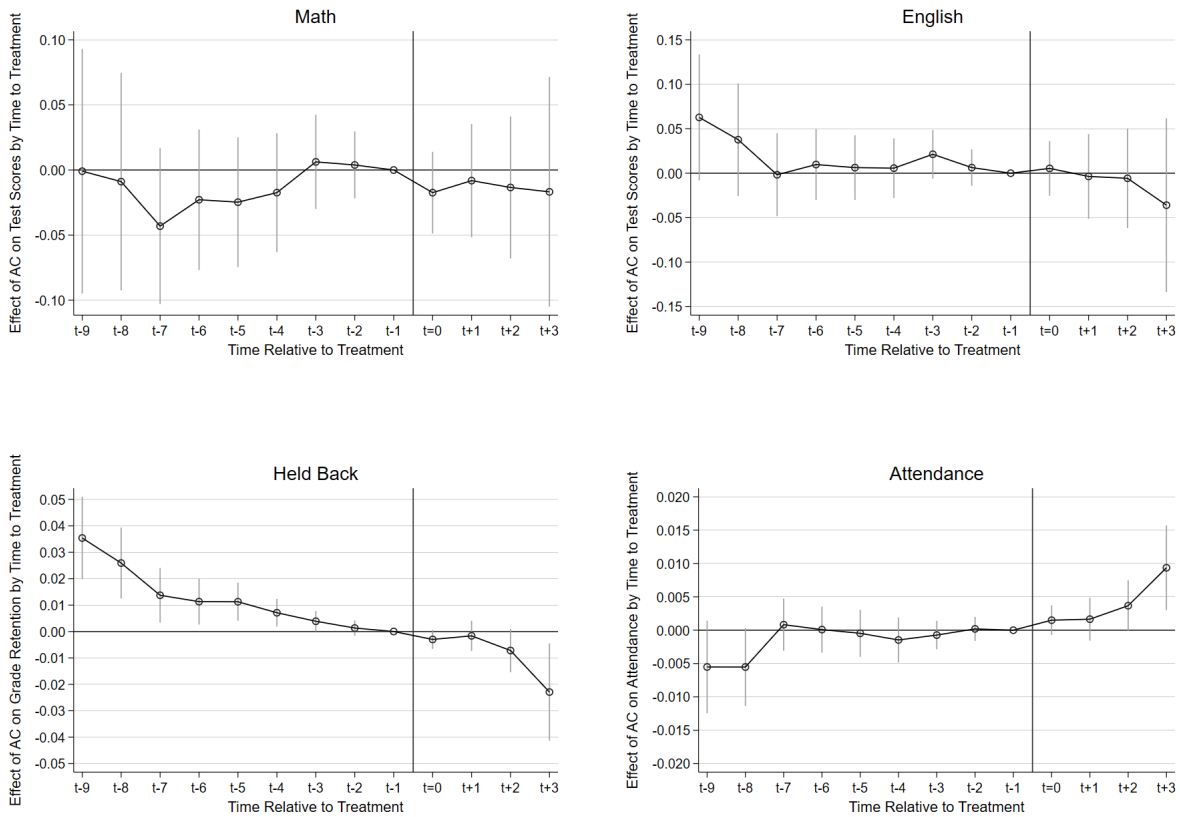 Math
Effect of AC on Test Scores by Time to Treatment
0.10
0.05
0.00
-0.05
-0.10
t-9 t-8 t-7 t-6 t-5 t-4 t-3 t-2 t-1 t=0 t+1 t+2 t+3
Time Relative to Treatment
English
Effect of AC on Test Scores by Time to Treatment
0.15
0.10
0.05
0.00
-0.05
-0.10
-0.15
t-9 t-8 t-7 t-6 t-5 t-4 t-3 t-2 t-1 t=0 t+1 t+2 t+3
Time Relative to Treatment
Held Back
Effect of AC on Grade Retention by Time to Treatment
0.05
0.04
0.03
0.02
0.01
0.00
-0.01
-0.02
-0.03
-0.04
-0.05
t-9 t-8 t-7 t-6 t-5 t-4 t-3 t-2 t-1 t=0 t+1 t+2 t+3
Time Relative to Treatment
Attendance
Effect of AC on Attendance by Time to Treatment
0.020
0.015
0.010
0.005
0.000
-0.005
-0.010
-0.015
-0.020
t-9 t-8 t-7 t-6 t-5 t-4 t-3 t-2 t-1 t=0 t+1 t+2 t+3
Time Relative to Treatment